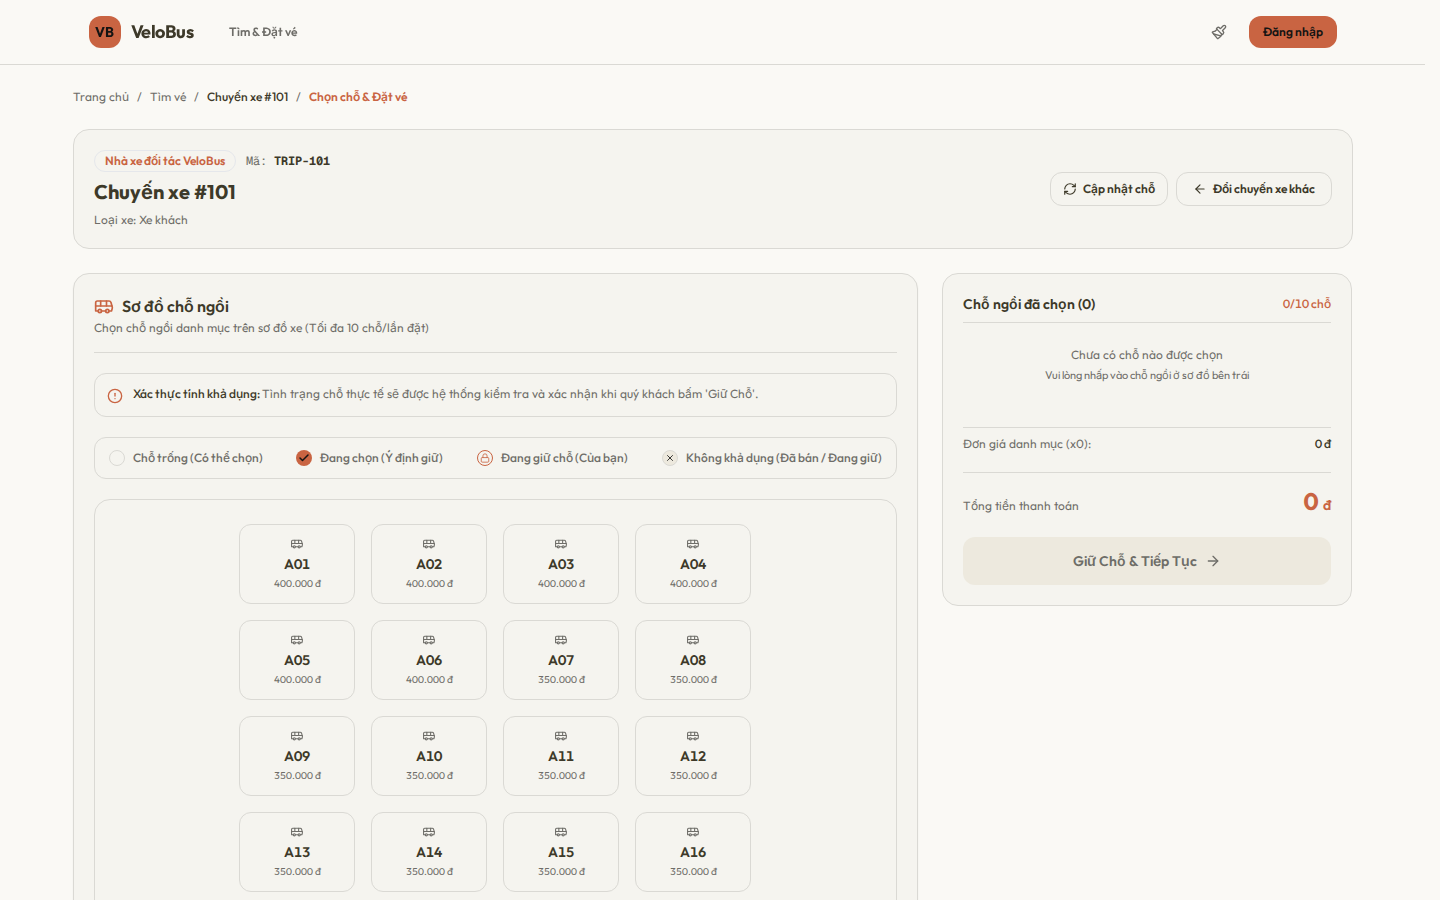 VB VeloBus Tìm & Đặt vé Đăng nhập
Trang chủ / Tìm vé / Chuyến xe #101 / Chọn chỗ & Đặt vé
Nhà xe đối tác VeloBus Mã: TRIP-101
Chuyến xe #101
Loại xe: Xe khách
Cập nhật chỗ
Đổi chuyến xe khác
Sơ đồ chỗ ngồi
Chọn chỗ ngồi danh mục trên sơ đồ xe (Tối đa 10 chỗ/lần đặt)
Xác thực tính khả dụng: Tình trạng chỗ thực tế sẽ được hệ thống kiểm tra và xác nhận khi quý khách bấm 'Giữ Chỗ'.
Chỗ trống (Có thể chọn) Đang chọn (Ý định giữ) Đang giữ chỗ (Của bạn) Không khả dụng (Đã bán / Đang giữ)
A01 A02 A03 A04
400.000 đ 400.000 đ 400.000 đ 400.000 đ
A05 A06 A07 A08
400.000 đ 400.000 đ 350.000 đ 350.000 đ
A09 A10 A11 A12
350.000 đ 350.000 đ 350.000 đ 350.000 đ
A13 A14 A15 A16
350.000 đ 350.000 đ 350.000 đ 350.000 đ
Chỗ ngồi đã chọn (0) 0/10 chỗ
Chưa có chỗ nào được chọn
Vui lòng nhấp vào chỗ ngồi ở sơ đồ bên trái
Đơn giá danh mục (x0): 0 đ
Tổng tiền thanh toán 0 đ
Giữ Chỗ & Tiếp Tục